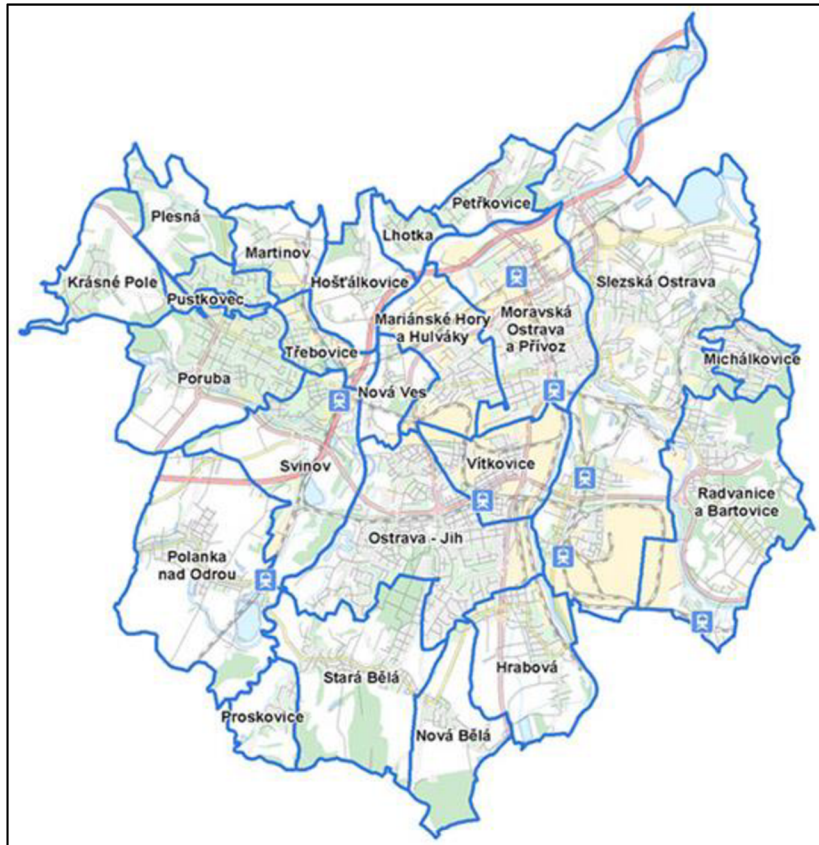 Petřkovice
Plesná
Lhotka
Martinov
Krásné Pole
Hošťálkovice
Slezská Ostrava
Pustkovec
Mariánské Hory
a Hulváky
Moravská
Ostrava
a Přívoz
Třebovice
Michálkovice
Poruba
Nová Ves
Svinov
Vítkovice
Radvanice
a Bartovice
Ostrava - Jih
Polanka
nad Odrou
Hrabová
Stará Bělá
Proskovice
Nová Bělá